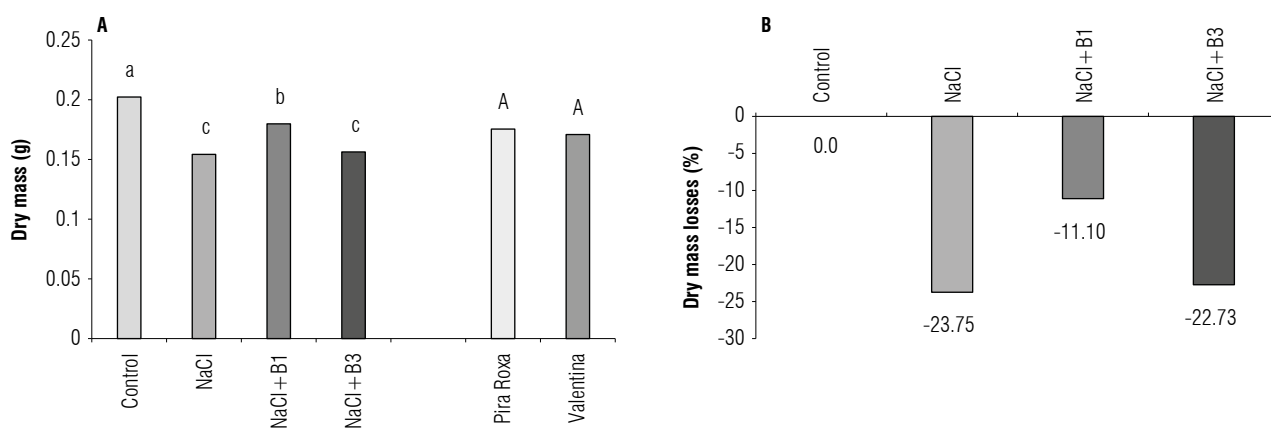 A
Dry mass (g)
0.25
0.2
0.15
0.1
0.05
0
a
c
b
c
A
A
Control
NaCl
NaCl+B1
NaCl+B3
Pira Roxa
Valentina
B
Dry mass losses (%)
Control
NaCl
NaCl+B1
NaCl+B3
0
-5
-10
-15
-20
-25
-30
0.0
-23.75
-11.10
-22.73